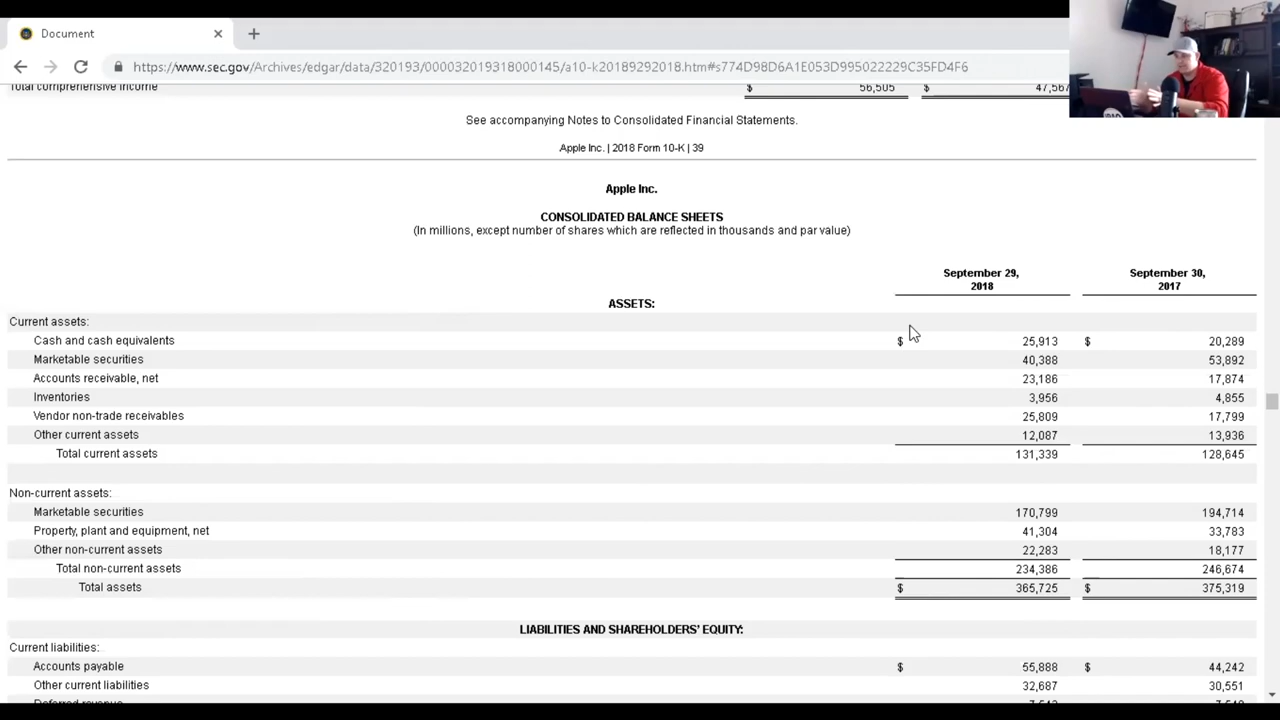 Document
https://www.sec.gov/Archives/edgar/data/320193/000032019318000145/a10-k20189292018.htm#s774D98D6A1E053D995022229C35FD4F6
Total comprehensive income $ 56,505 $ 47,567
See accompanying Notes to Consolidated Financial Statements.
Apple Inc. | 2018 Form 10-K | 39
Apple Inc.
CONSOLIDATED BALANCE SHEETS
(In millions, except number of shares which are reflected in thousands and par value)
September 29, 2018 September 30, 2017
ASSETS:
Current assets:
Cash and cash equivalents $ 25,913 $ 20,289
Marketable securities 40,388 53,892
Accounts receivable, net 23,186 17,874
Inventories 3,956 4,855
Vendor non-trade receivables 25,809 17,799
Other current assets 12,087 13,936
Total current assets 131,339 128,645
Non-current assets:
Marketable securities 170,799 194,714
Property, plant and equipment, net 41,304 33,783
Other non-current assets 22,283 18,177
Total non-current assets 234,386 246,674
Total assets $ 365,725 $ 375,319
LIABILITIES AND SHAREHOLDERS' EQUITY:
Current liabilities:
Accounts payable $ 55,888 $ 44,242
Other current liabilities 32,687 30,551
Deferred revenue